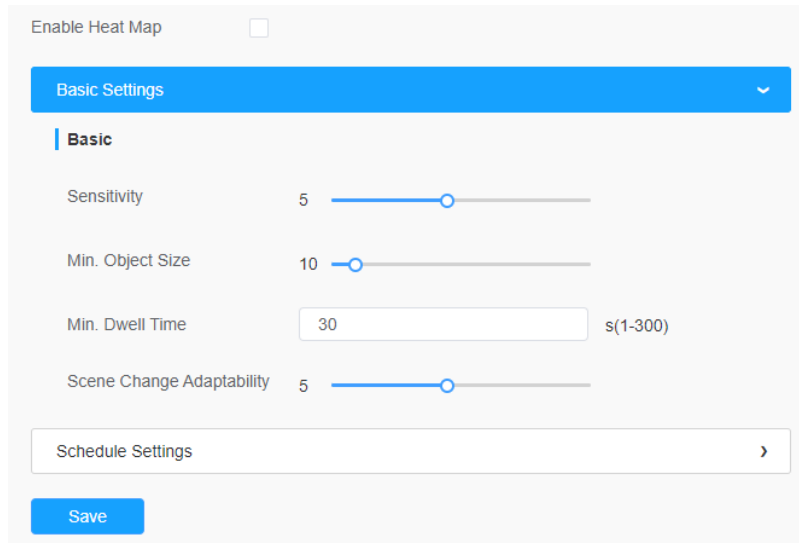 Enable Heat Map
Basic Settings
Basic
Sensitivity 5
Min. Object Size 10
Min. Dwell Time 30 s(1-300)
Scene Change Adaptability 5
Schedule Settings
Save